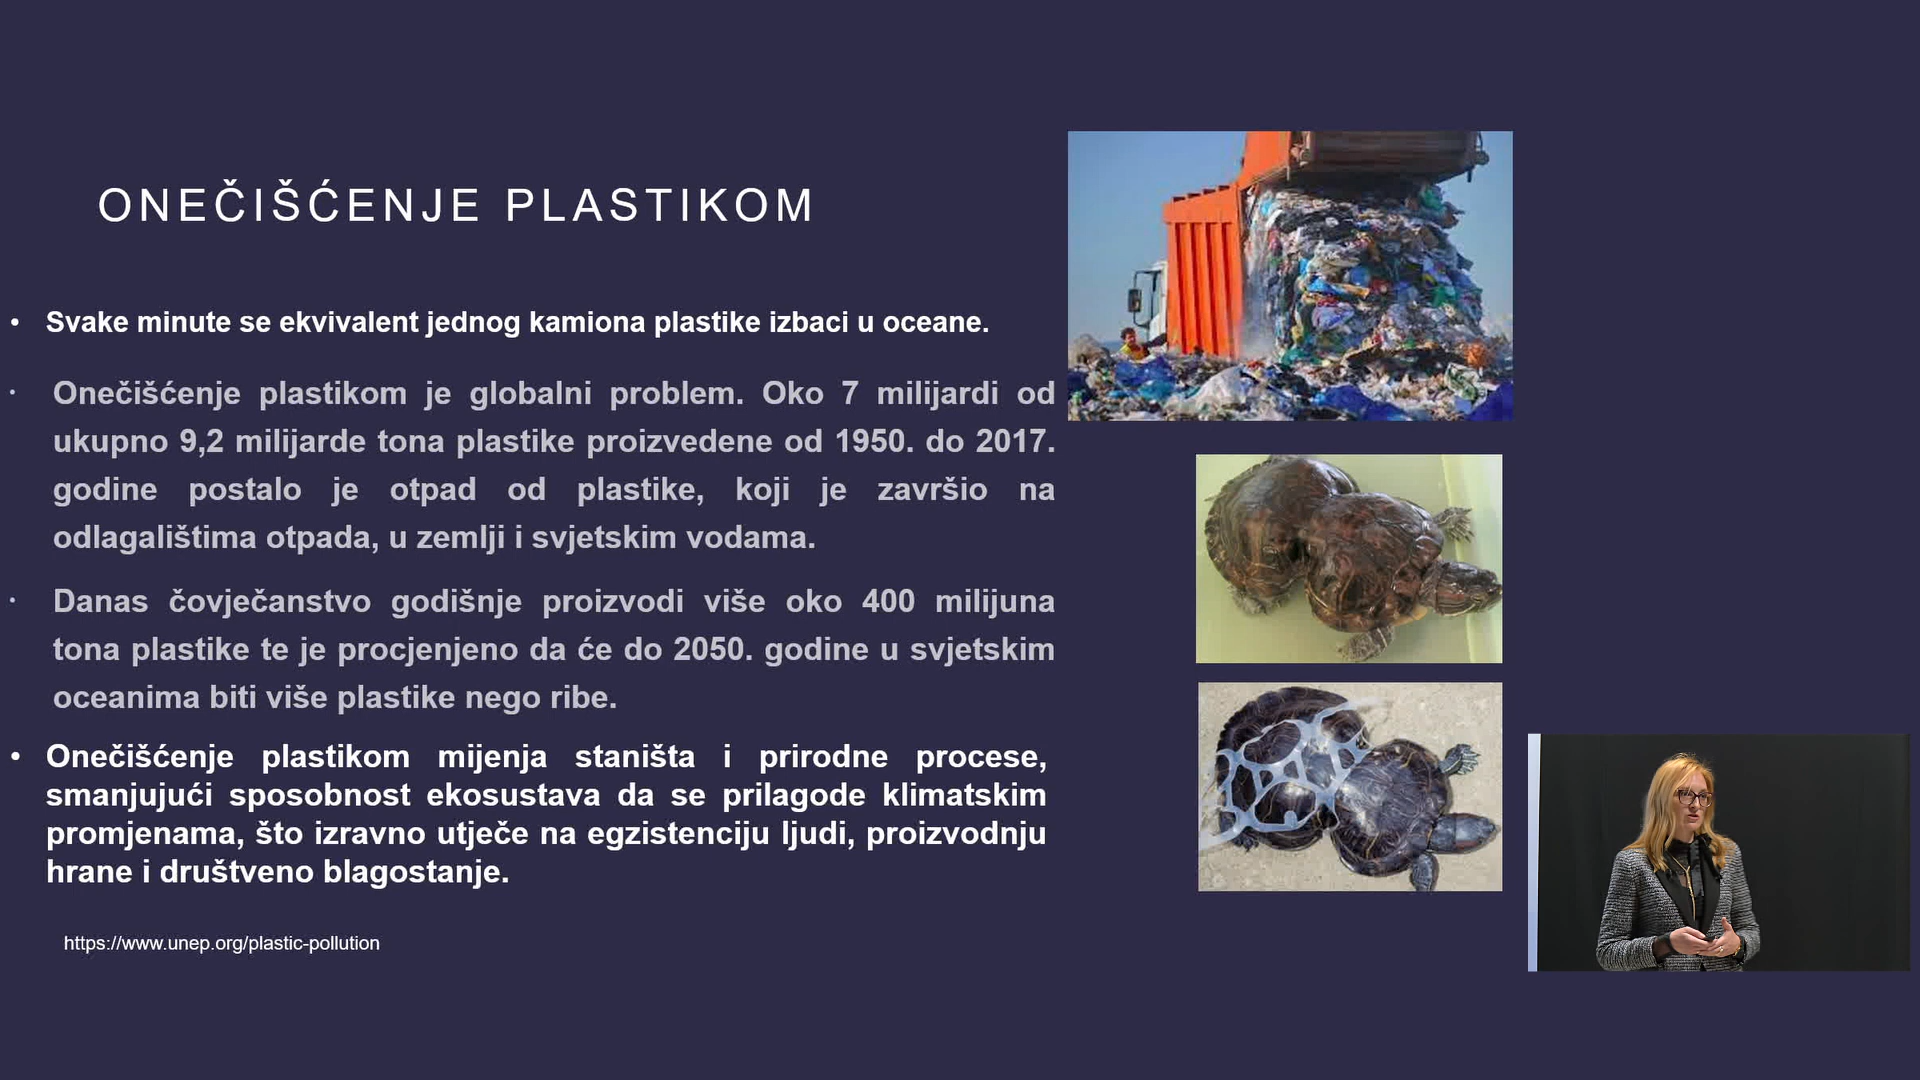 ONEČIŠĆENJE PLASTIKOM
• Svake minute se ekvivalent jednog kamiona plastike izbaci u oceane.
• Onečišćenje plastikom je globalni problem. Oko 7 milijardi od
ukupno 9,2 milijarde tona plastike proizvedene od 1950. do 2017.
godine postalo je otpad od plastike, koji je završio na
odlagalištima otpada, u zemlji i svjetskim vodama.
• Danas čovječanstvo godišnje proizvodi više oko 400 milijuna
tona plastike te je procjenjeno da će do 2050. godine u svjetskim
oceanima biti više plastike nego ribe.
• Onečišćenje plastikom mijenja staništa i prirodne procese,
smanjujući sposobnost ekosustava da se prilagode klimatskim
promjenama, što izravno utječe na egzistenciju ljudi, proizvodnju
hrane i društveno blagostanje.
https://www.unep.org/plastic-pollution